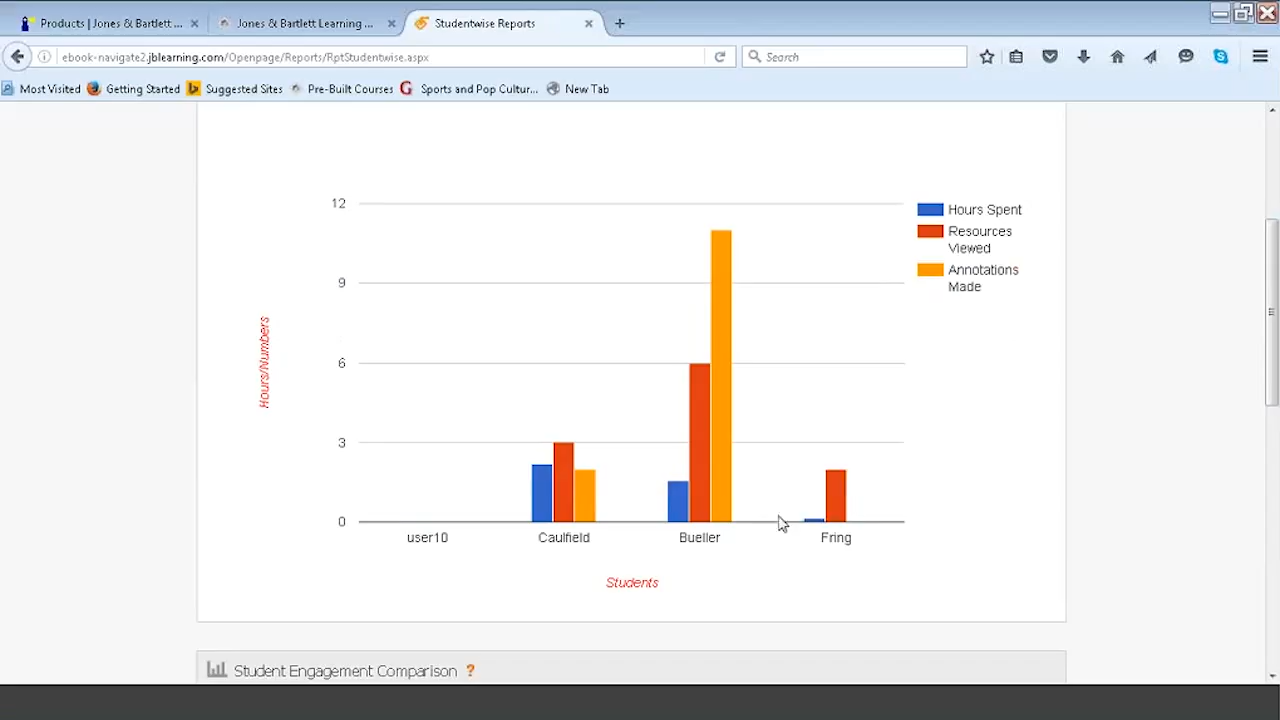 Products | Jones & Bartlett ...
Jones & Bartlett Learning ...
Studentwise Reports
ebook-navigate2.jblearning.com/Openpage/Reports/RptStudentwise.aspx
Search
Most Visited
Getting Started
Suggested Sites
Pre-Built Courses
Sports and Pop Cultur...
New Tab
12
9
6
3
0
Hours/Numbers
Hours Spent
Resources
Viewed
Annotations
Made
user10
Caulfield
Bueller
Fring
Students
Student Engagement Comparison ?